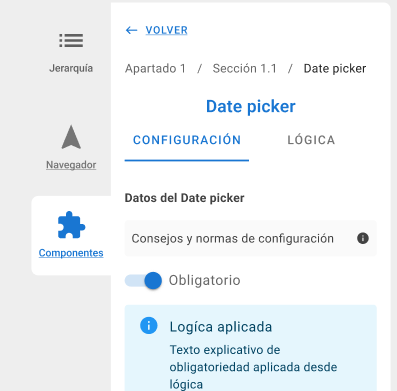 VOLVER
Jerarquía
Apartado 1 / Sección 1.1 / Date picker
Date picker
CONFIGURACIÓN LÓGICA
Navegador
Datos del Date picker
Componentes
Consejos y normas de configuración
Obligatorio
Logíca aplicada
Texto explicativo de
obligatoriedad aplicada desde
lógica